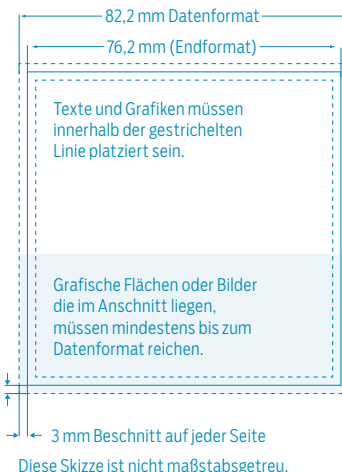 82,2 mm Datenformat
76,2 mm (Endformat)
Texte und Grafiken müssen
innerhalb der gestrichelten
Linie platziert sein.
Grafische Flächen oder Bilder
die im Anschnitt liegen,
müssen mindestens bis zum
Datenformat reichen.
3 mm Beschnitt auf jeder Seite
Diese Skizze ist nicht maßstabsgetreu.